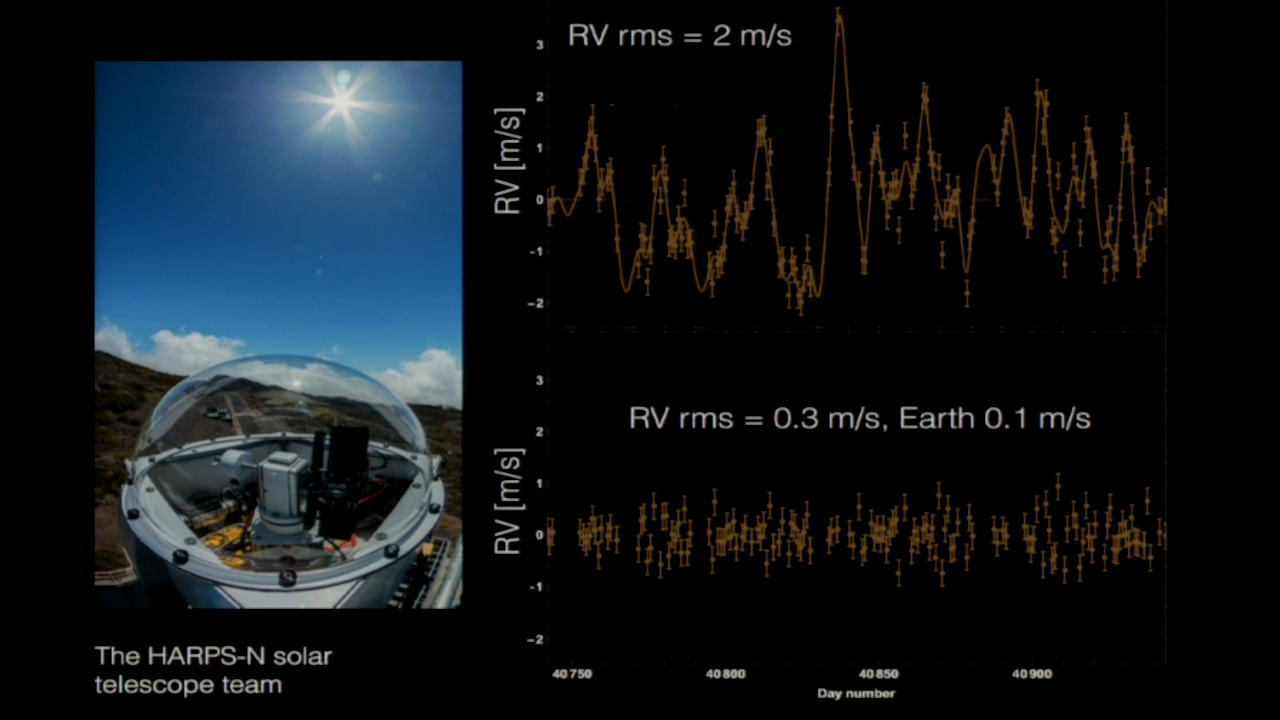 RV rms = 2 m/s
RV [m/s]
3
2
1
0
-1
-2
RV rms = 0.3 m/s, Earth 0.1 m/s
RV [m/s]
3
2
1
0
-1
-2
40750 40800 40850 40900
Day number
The HARPS-N solar
telescope team